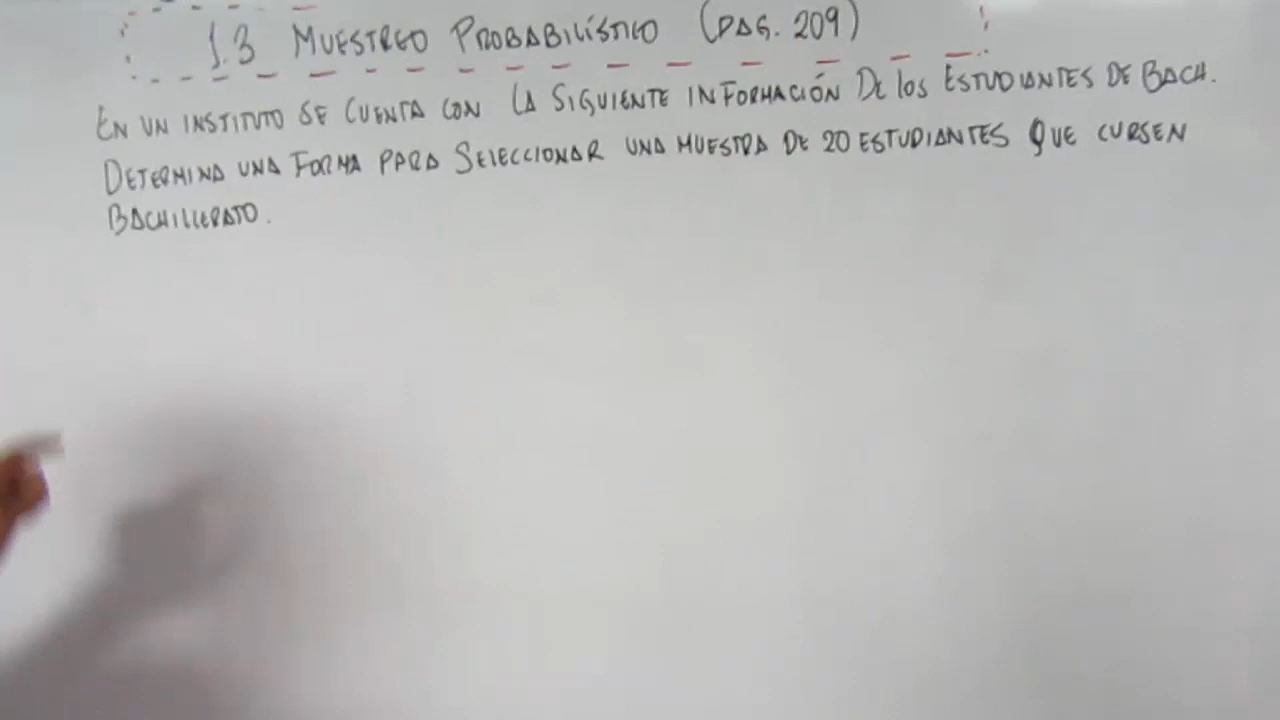 1.3 MUESTREO PROBABILÍSTICO (PAG. 209)
EN UN INSTITUTO SE CUENTA CON LA SIGUIENTE INFORMACIÓN DE LOS ESTUDIANTES DE BACH.
DETERMINA UNA FORMA PARA SELECCIONAR UNA MUESTRA DE 20 ESTUDIANTES QUE CURSEN
BACHILLERATO.